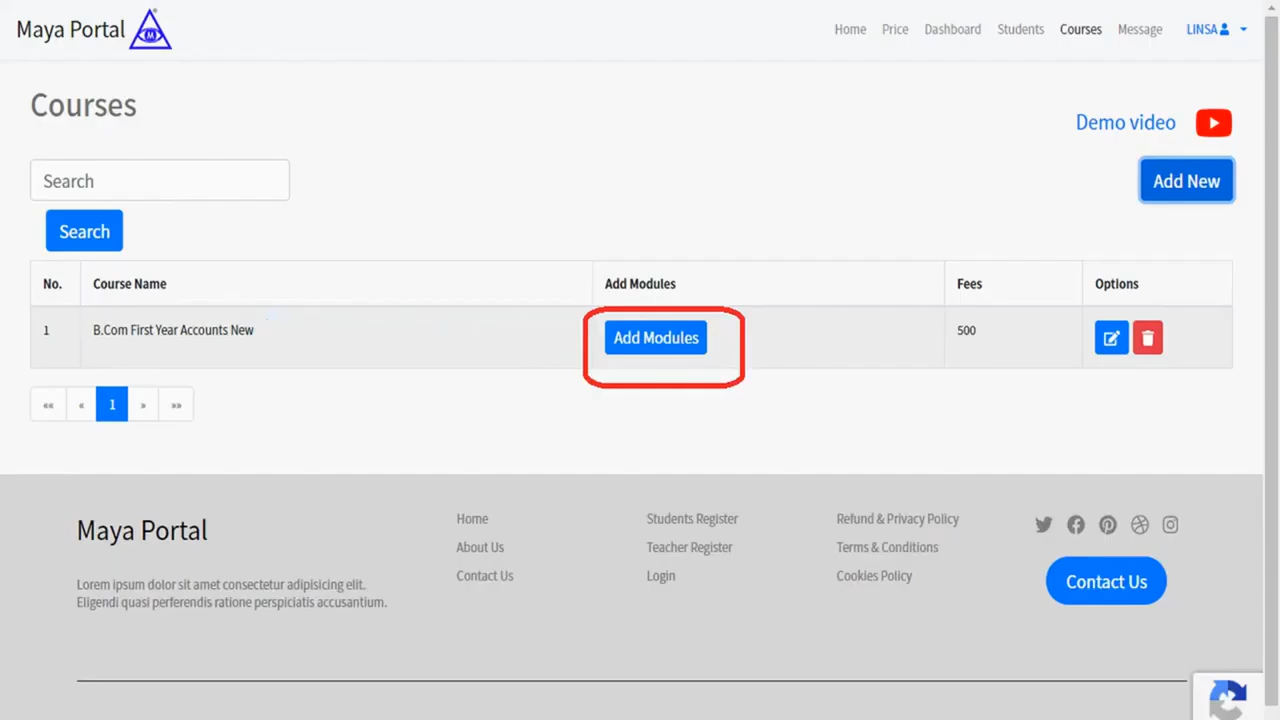 Maya Portal
M
Home Price Dashboard Students Courses Message LINSA
Courses
Demo video
Search
Add New
Search
No. Course Name Add Modules Fees Options
1 B.Com First Year Accounts New Add Modules 500
«« « 1 » »»
Maya Portal
Lorem ipsum dolor sit amet consectetur adipisicing elit.
Eligendi quasi perferendis ratione perspiciatis accusantium.
Home
About Us
Contact Us
Students Register
Teacher Register
Login
Refund & Privacy Policy
Terms & Conditions
Cookies Policy
Contact Us